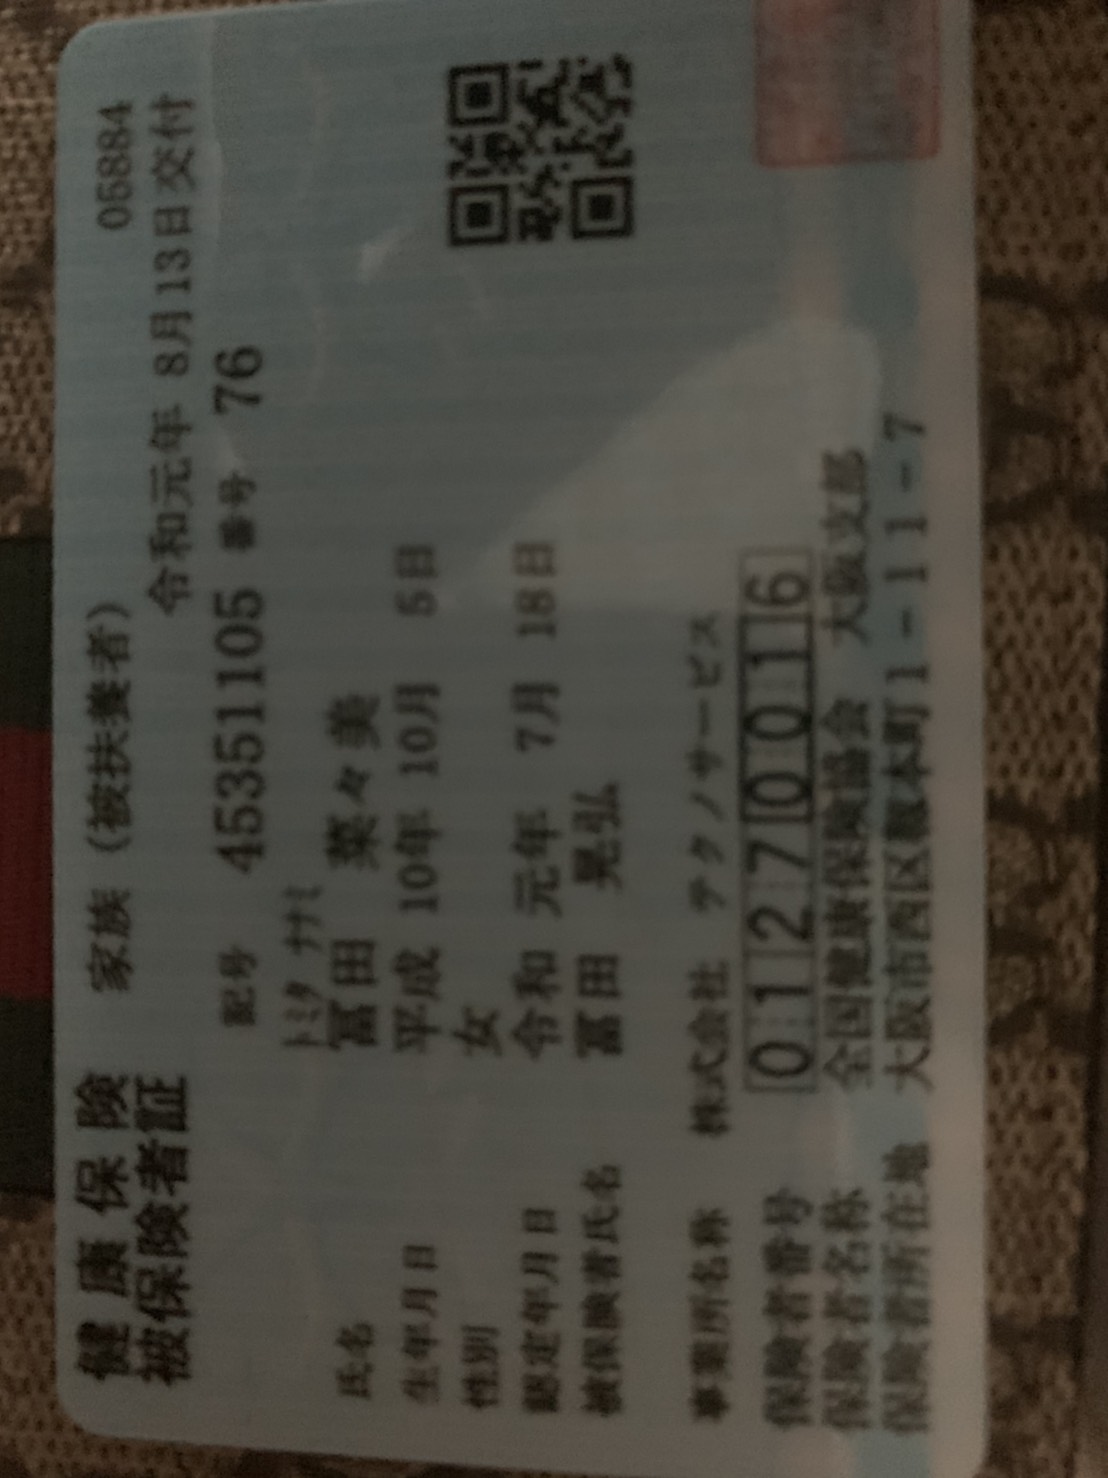 健康保険 家族（被扶養者） 05884
被保険者証 令和元年 8月13日交付
記号 45351105 番号 76
トミタ ナナミ
氏名 冨田 菜々美
生年月日 平成 10年 10月 5日
性別 女
認定年月日 令和 元年 7月 18日
被保険者氏名 冨田 晃弘
事業所名称 株式会社 テクノサービス
保険者番号 01270016
保険者名称 全国健康保険協会 大阪支部
保険者所在地 大阪市西区靱本町1-11-7